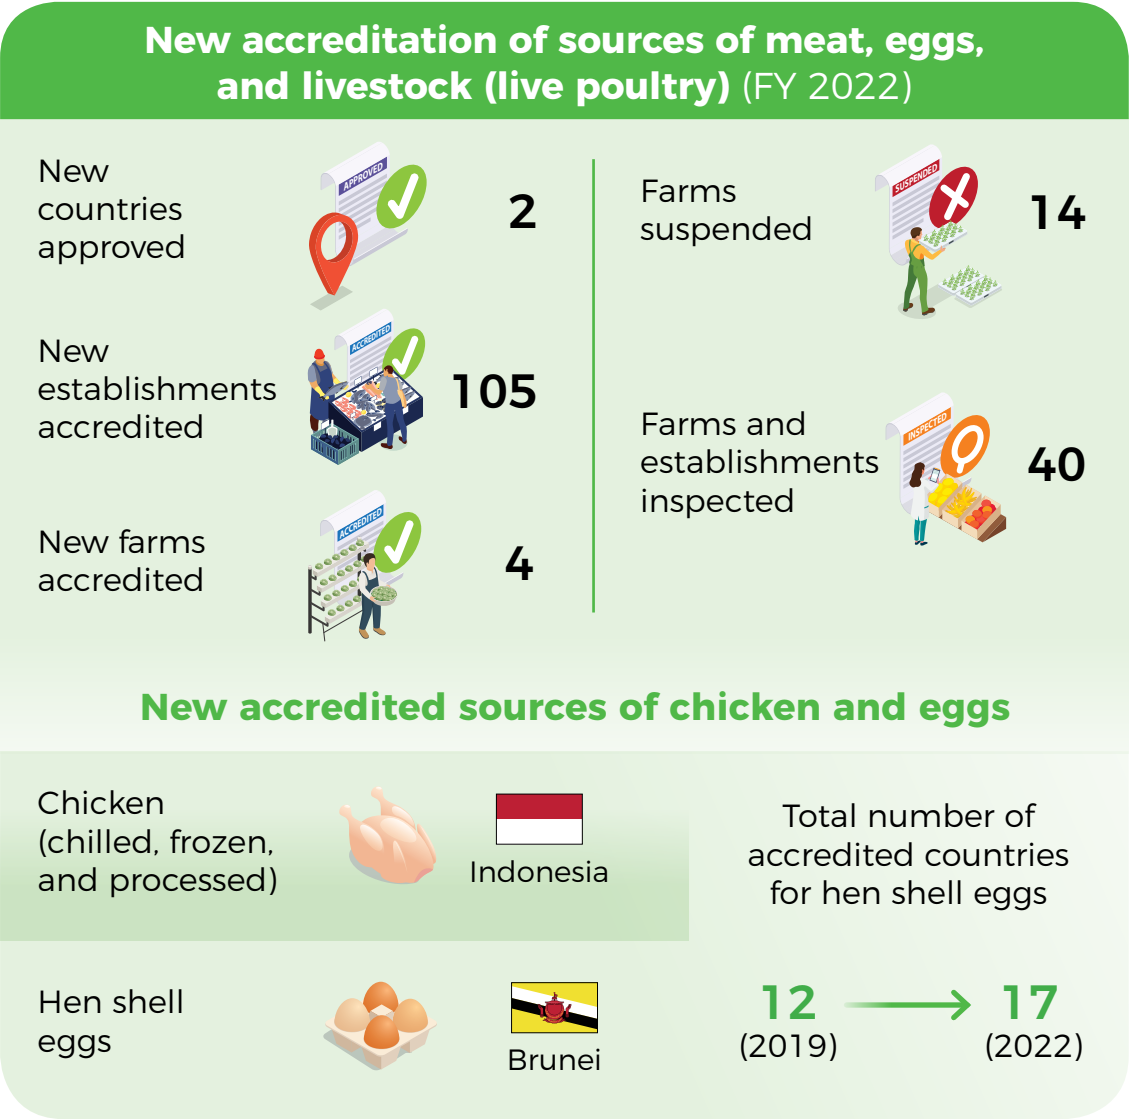 New accreditation of sources of meat, eggs,
and livestock (live poultry) (FY 2022)
New
countries
approved
APPROVED
2
New
establishments
accredited
ACCREDITED
105
New farms
accredited
ACCREDITED
4
Farms
suspended
SUSPENDED
14
Farms and
establishments
inspected
INSPECTED
40
New accredited sources of chicken and eggs
Chicken
(chilled, frozen,
and processed)
Indonesia
Hen shell
eggs
Brunei
Total number of
accredited countries
for hen shell eggs
12
(2019)
17
(2022)